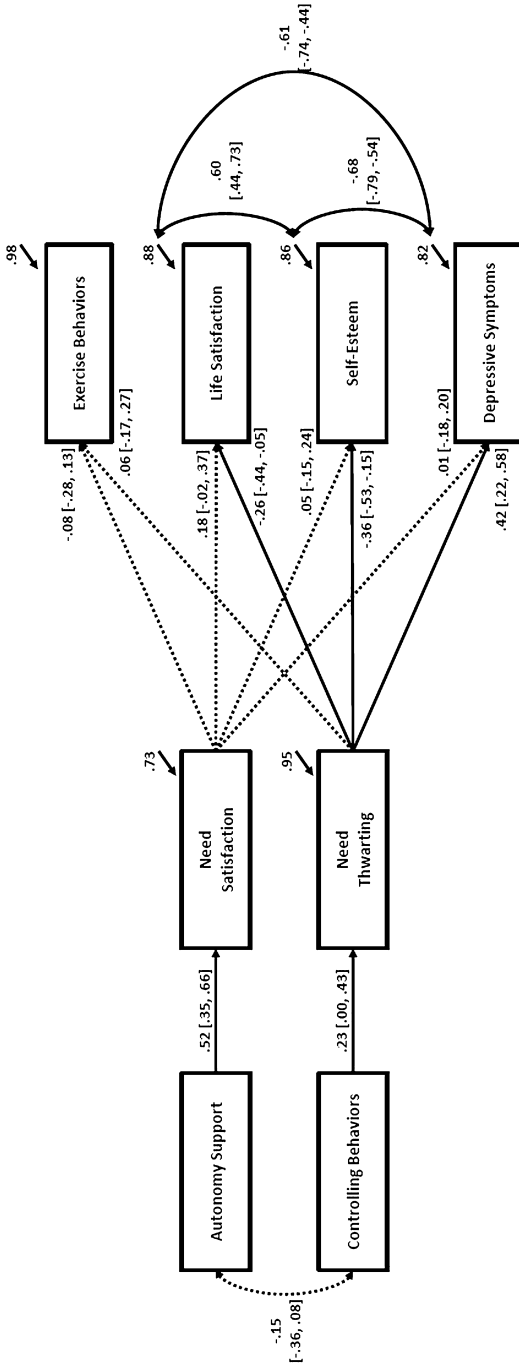 -.15
[-.36, .08]
Autonomy Support
Controlling Behaviors
.52 [.35, .66]
.23 [.00, .43]
.73
Need
Satisfaction
.95
Need
Thwarting
-.08 [-.28, .13]
.06 [-.17, .27]
.18 [-.02, .37]
-.26 [-.44, -.05]
.05 [-.15, .24]
-.36 [-.53, -.15]
.01 [-.18, .20]
.42 [.22, .58]
.98
Exercise Behaviors
.88
Life Satisfaction
.86
Self-Esteem
.82
Depressive Symptoms
.60
[.44, .73]
-.68
[-.79, -.54]
-.61
[-.74, -.44]